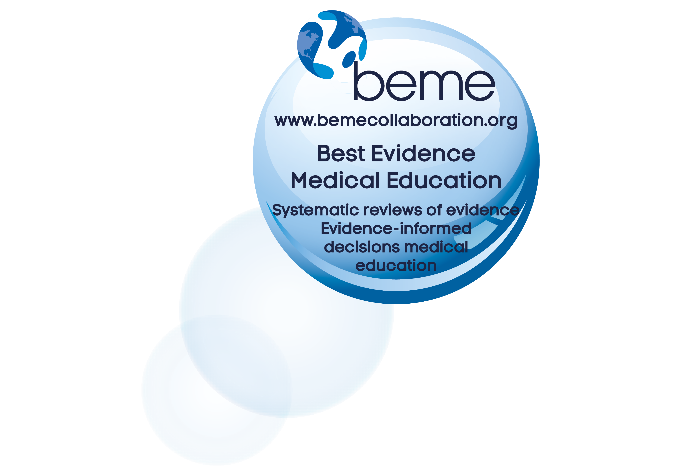 beme
www.bemecollaboration.org
Best Evidence
Medical Education
Systematic reviews of evidence
Evidence-informed
decisions medical
education